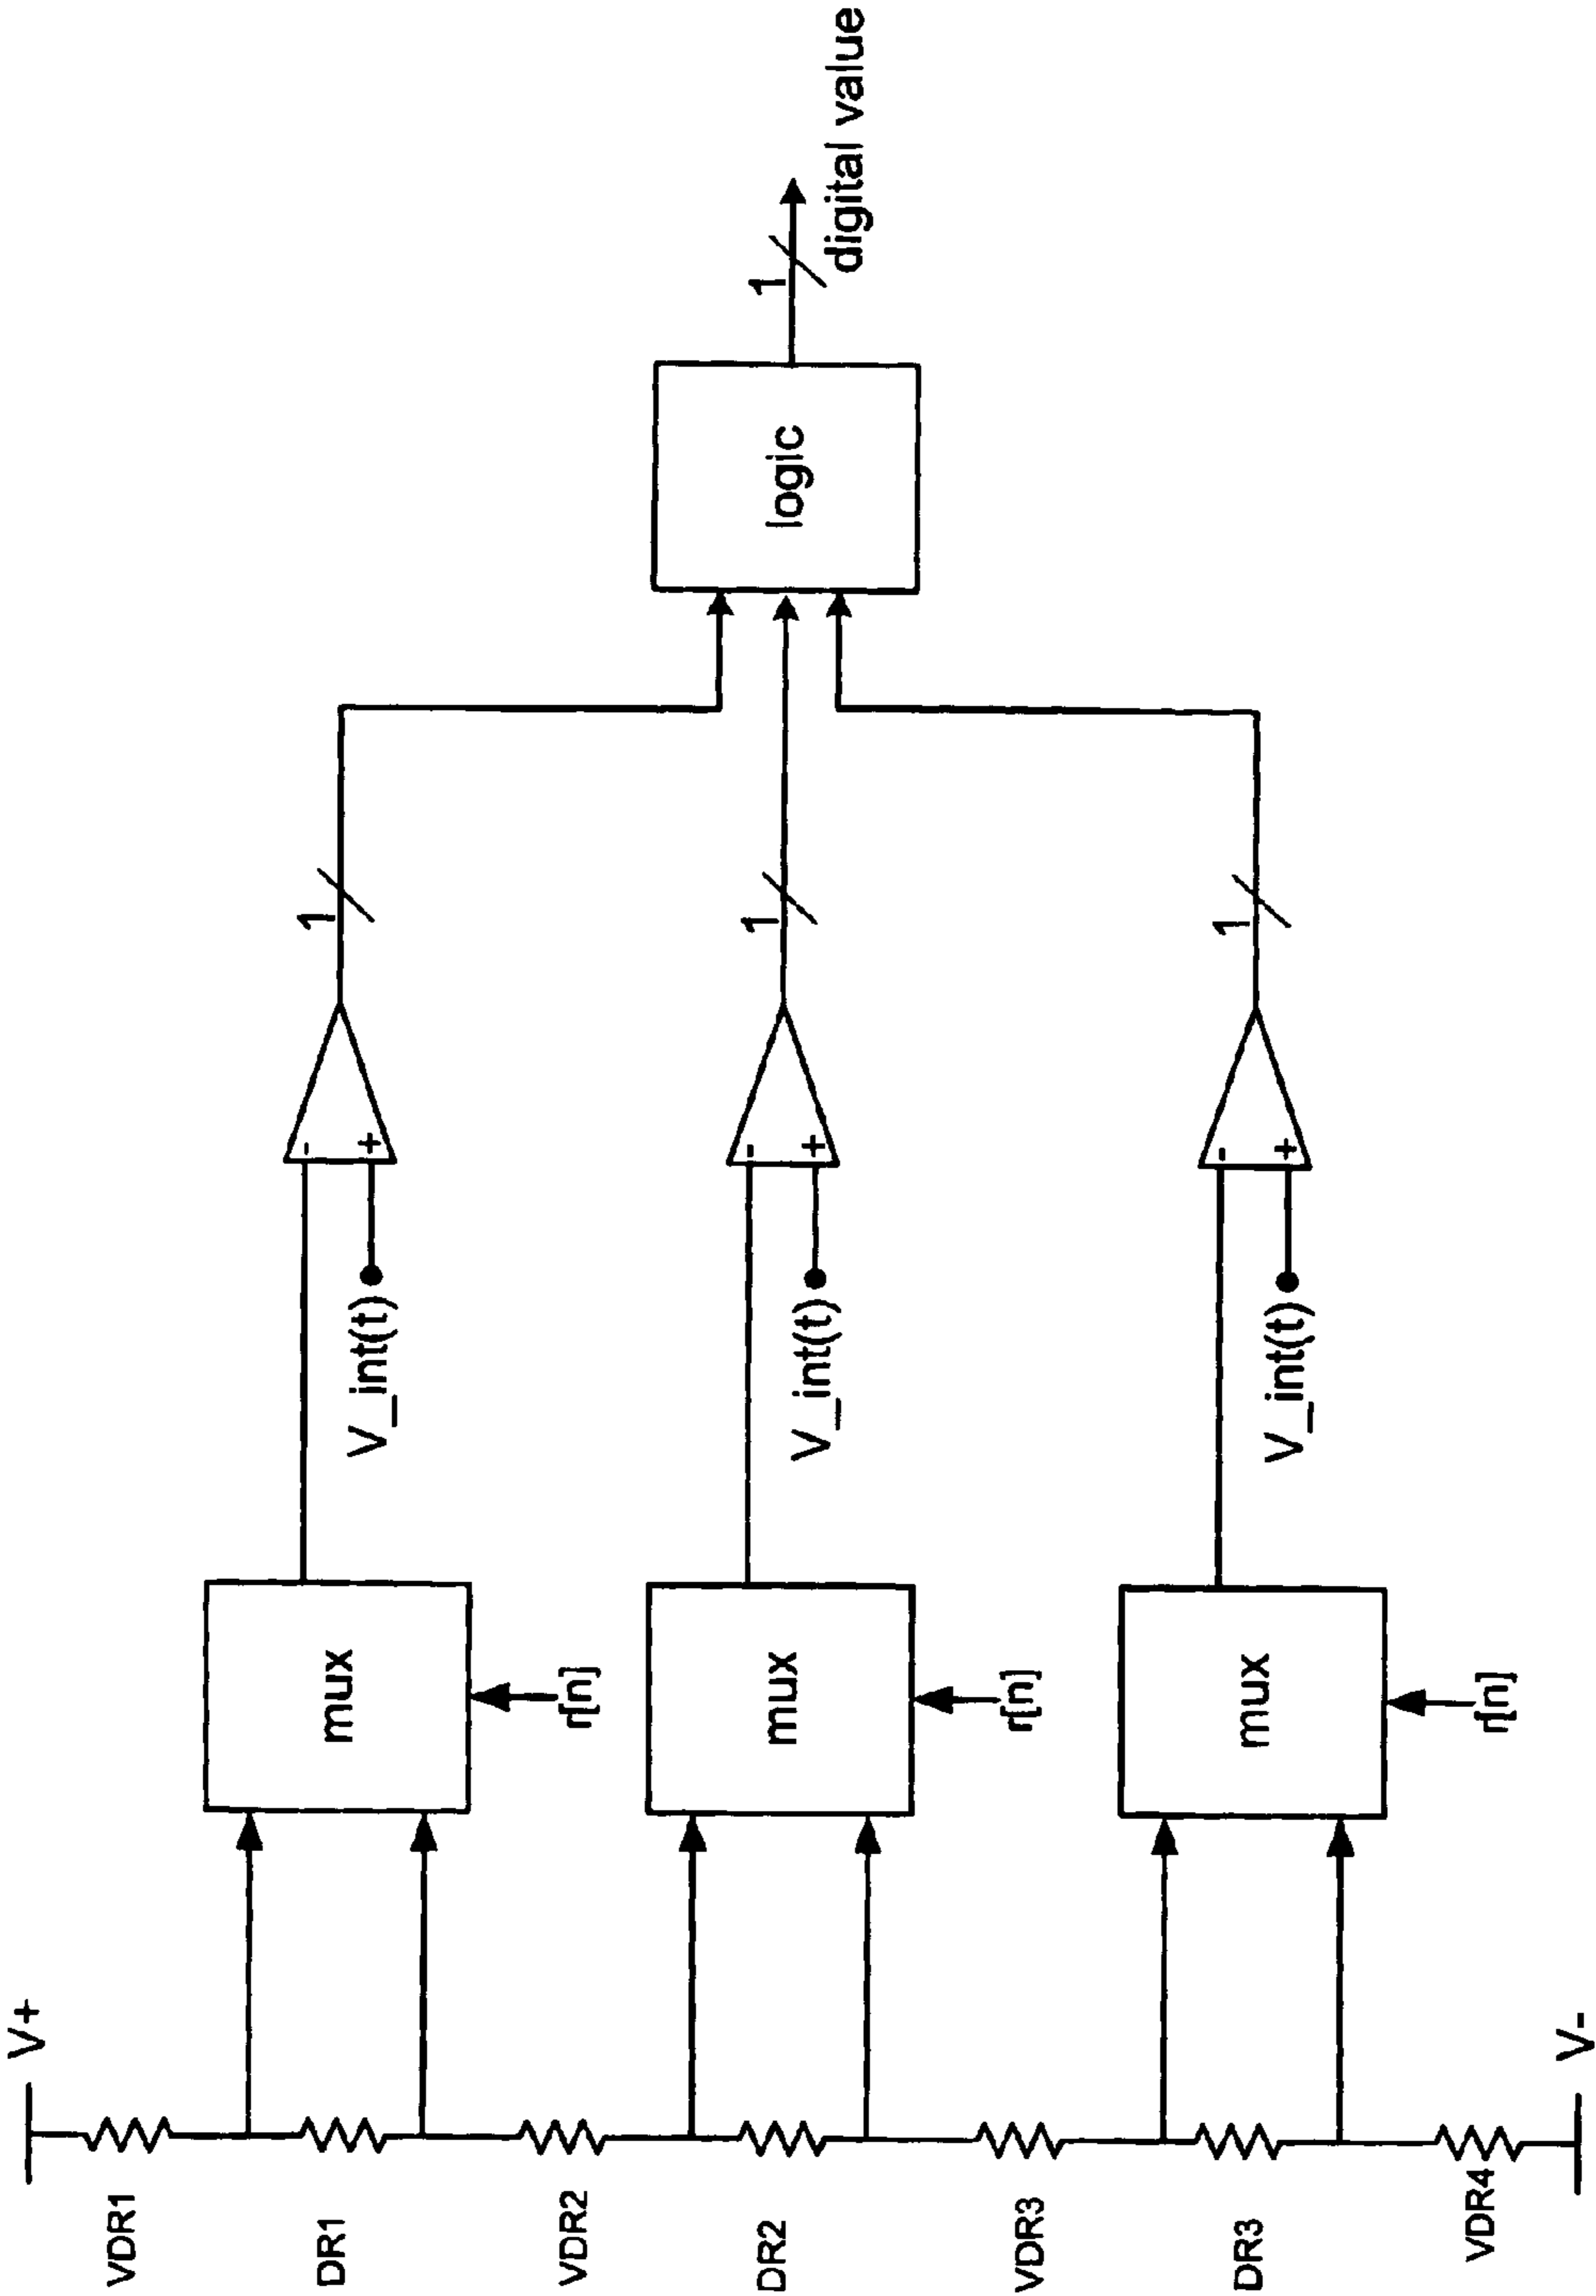 V+
VDR1
DR1
VDR2
DR2
VDR3
DR3
VDR4
V-
mux
r[n]
V_int(t)
-
+
1
mux
r[n]
V_int(t)
-
+
1
mux
r[n]
V_int(t)
-
+
1
logic
1
digital value